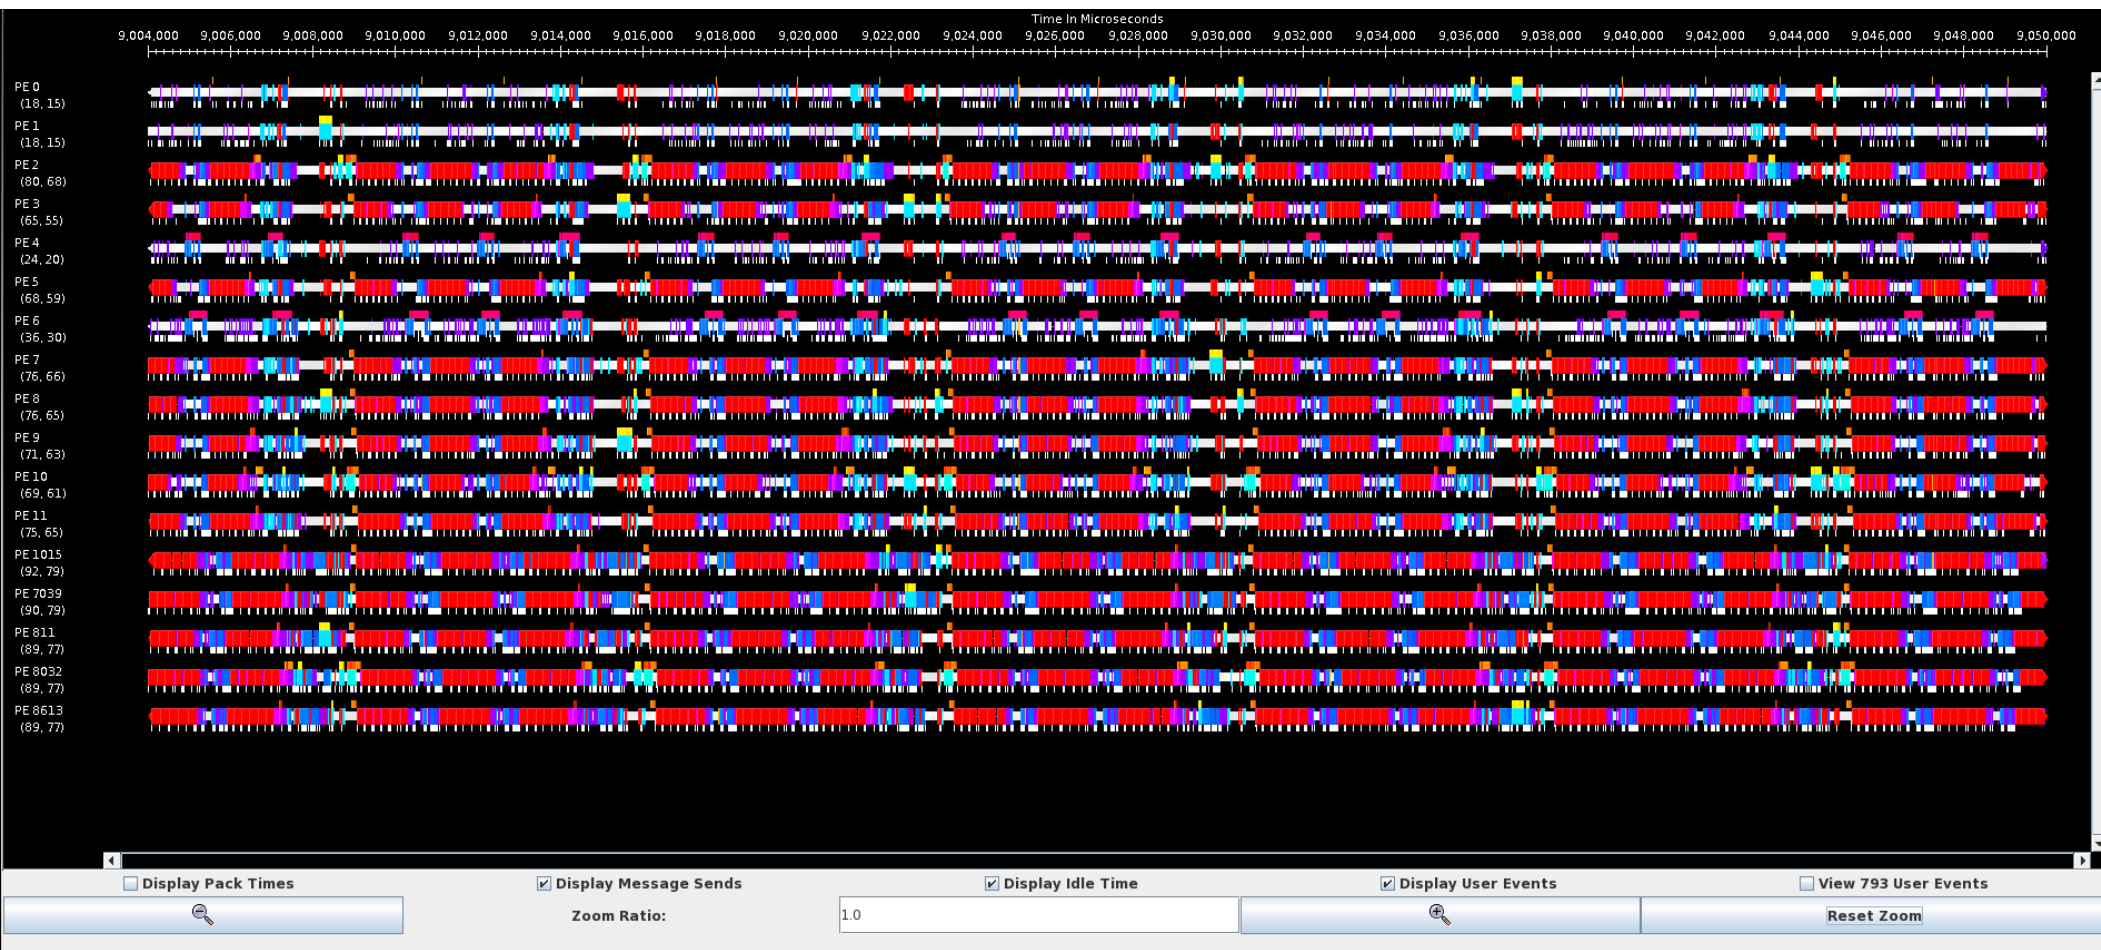 Time In Microseconds
9,004,000 9,006,000 9,008,000 9,010,000 9,012,000 9,014,000 9,016,000 9,018,000 9,020,000 9,022,000 9,024,000 9,026,000 9,028,000 9,030,000 9,032,000 9,034,000 9,036,000 9,038,000 9,040,000 9,042,000 9,044,000 9,046,000 9,048,000 9,050,000
PE 0
(18, 15)
PE 1
(18, 15)
PE 2
(80, 68)
PE 3
(65, 55)
PE 4
(24, 20)
PE 5
(68, 59)
PE 6
(36, 30)
PE 7
(76, 66)
PE 8
(76, 65)
PE 9
(71, 63)
PE 10
(69, 61)
PE 11
(75, 65)
PE 1015
(92, 79)
PE 7039
(90, 79)
PE 811
(89, 77)
PE 8032
(89, 77)
PE 8613
(89, 77)
Display Pack Times Display Message Sends Display Idle Time Display User Events View 793 User Events
Zoom Ratio: 1.0 Reset Zoom